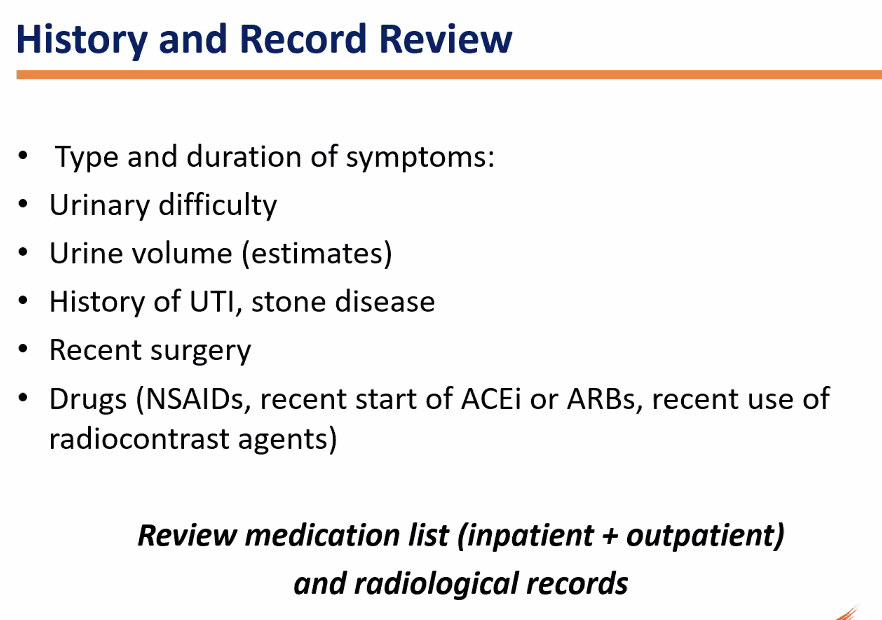 History and Record Review
• Type and duration of symptoms:
• Urinary difficulty
• Urine volume (estimates)
• History of UTI, stone disease
• Recent surgery
• Drugs (NSAIDs, recent start of ACEi or ARBs, recent use of
radiocontrast agents)
Review medication list (inpatient + outpatient)
and radiological records